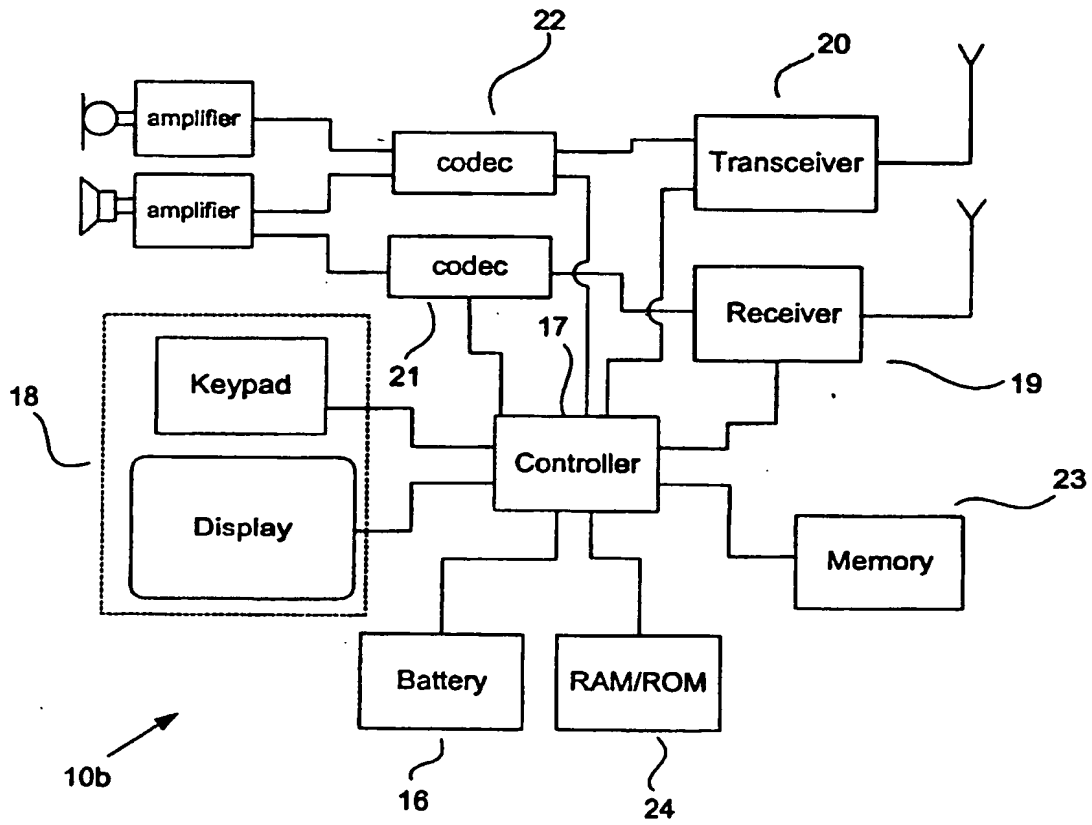 22
20
amplifier
codec
Transceiver
amplifier
codec
Receiver
21
17
19
18
Keypad
Controller
23
Display
Memory
Battery
RAM/ROM
10b
16
24